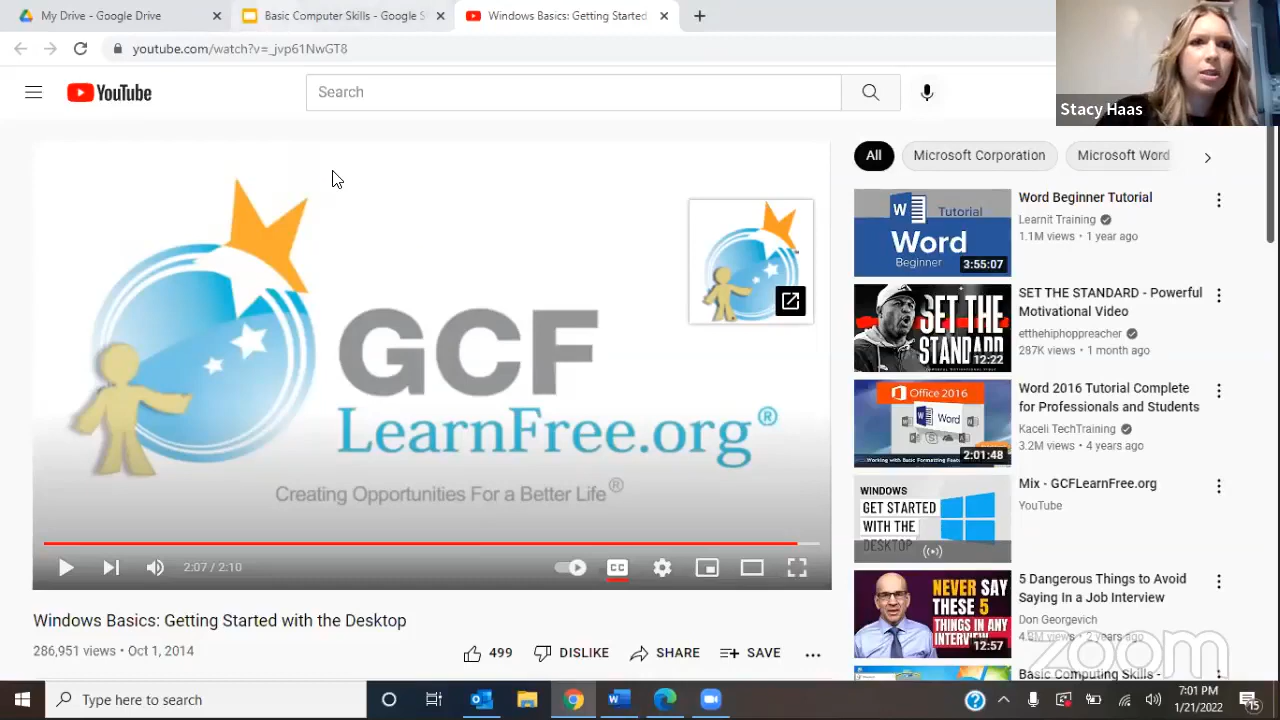 My Drive - Google Drive
Basic Computer Skills - Google S
Windows Basics: Getting Started
youtube.com/watch?v=_jvp61NwGT8
YouTube
Search
Stacy Haas
All
Microsoft Corporation
Microsoft Word
GCF
LearnFree.org®
Creating Opportunities For a Better Life®
2:07 / 2:10
CC
Windows Basics: Getting Started with the Desktop
286,951 views • Oct 1, 2014
499
DISLIKE
SHARE
SAVE
W Tutorial
Word
Beginner
3:55:07
Word Beginner Tutorial
Learnit Training
1.1M views • 1 year ago
SET THE
STANDARD
12:22
SET THE STANDARD - Powerful
Motivational Video
etthehiphoppreacher
287K views • 1 month ago
Office 2016
Word
2:01:48
Word 2016 Tutorial Complete
for Professionals and Students
Kaceli TechTraining
3.2M views • 4 years ago
WINDOWS
GET STARTED
WITH THE
DESKTOP
Mix - GCFLearnFree.org
YouTube
NEVER SAY
THESE 5
THINGS IN ANY
INTERVIEW
12:57
5 Dangerous Things to Avoid
Saying In a Job Interview
Don Georgevich
4.8M views • 2 years ago
Basic Computing Skills -
zoom
Type here to search
7:01 PM
1/21/2022
15